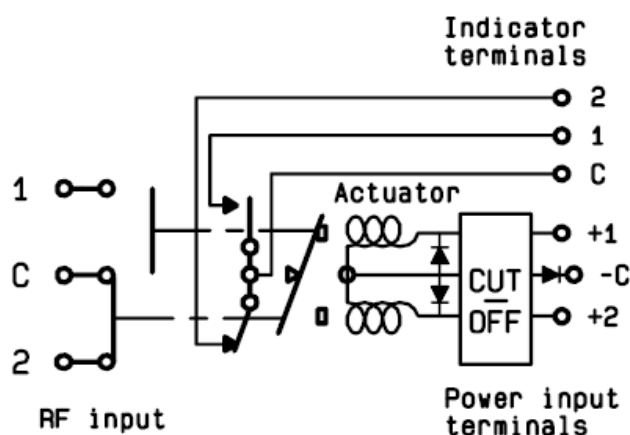 Indicator
terminals
2
1
C
1
C
2
RF input
Actuator
CUT
OFF
+1
-C
+2
Power input
terminals